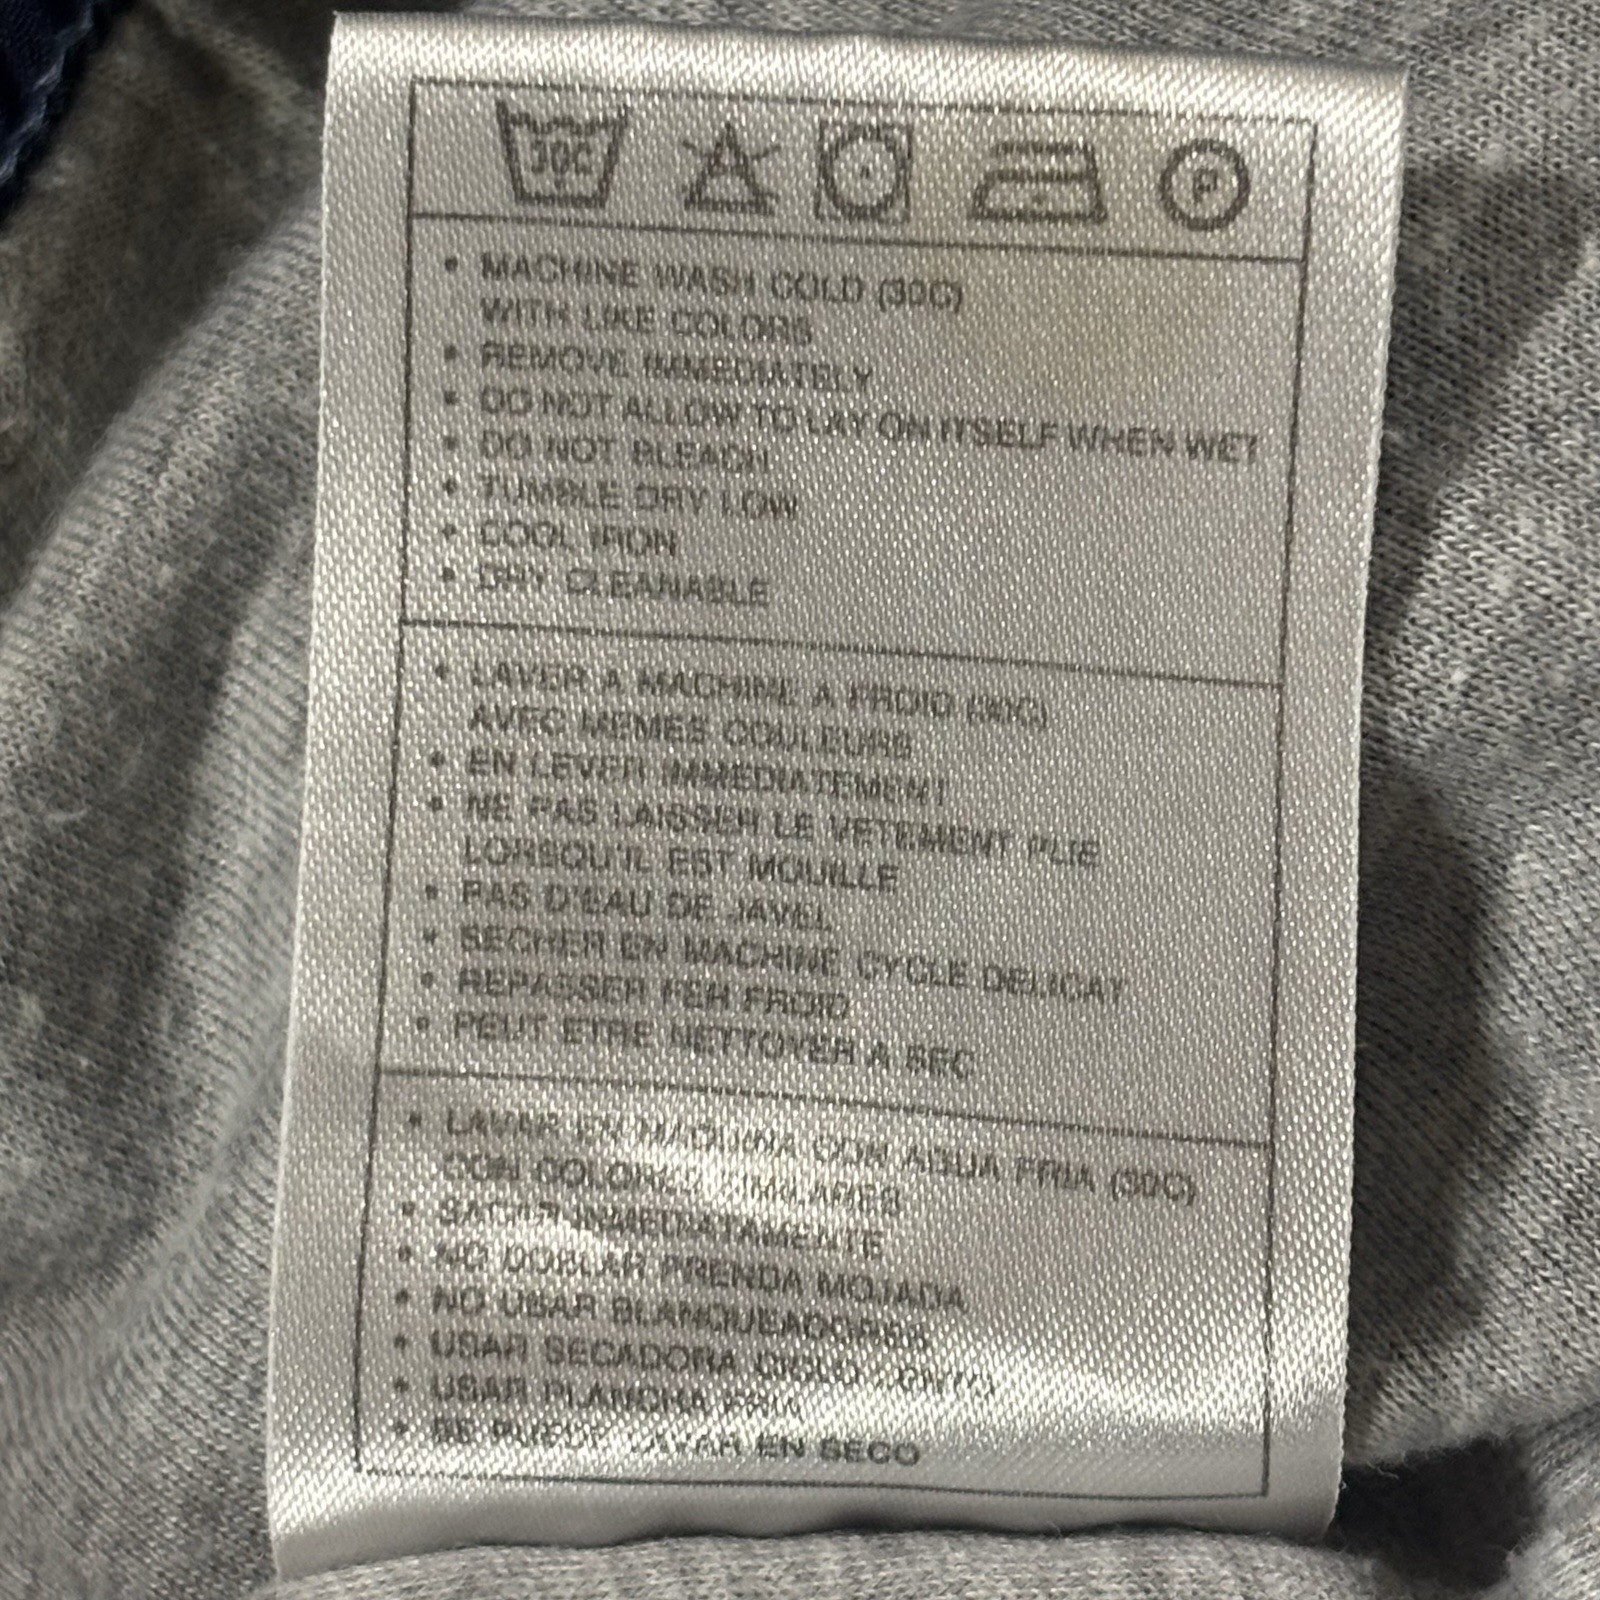 30C
P
• MACHINE WASH COLD (30C)
WITH LIKE COLORS
• REMOVE IMMEDIATELY
• DO NOT ALLOW TO LAY ON ITSELF WHEN WET
• DO NOT BLEACH
• TUMBLE DRY LOW
• COOL IRON
• DRY CLEANABLE
• LAVER A MACHINE A FROID (30C)
AVEC MEMES COULEURS
• EN LEVER IMMEDIATEMENT
• NE PAS LAISSER LE VETEMENT PLIE
LORSQU'IL EST MOUILLE
• PAS D'EAU DE JAVEL
• SECHER EN MACHINE CYCLE DELICAT
• REPASSER FER FROID
• PEUT ETRE NETTOYER A SEC
• LAVAR EN MAQUINA CON AGUA FRIA (30C)
CON COLORES SIMILARES
• SACAR INMEDIATAMENTE
• NO DOBLAR PRENDA MOJADA
• NO USAR BLANQUEADORES
• USAR SECADORA CICLO LENTO
• USAR PLANCHA FRIA
• SE PUEDE LAVAR EN SECO